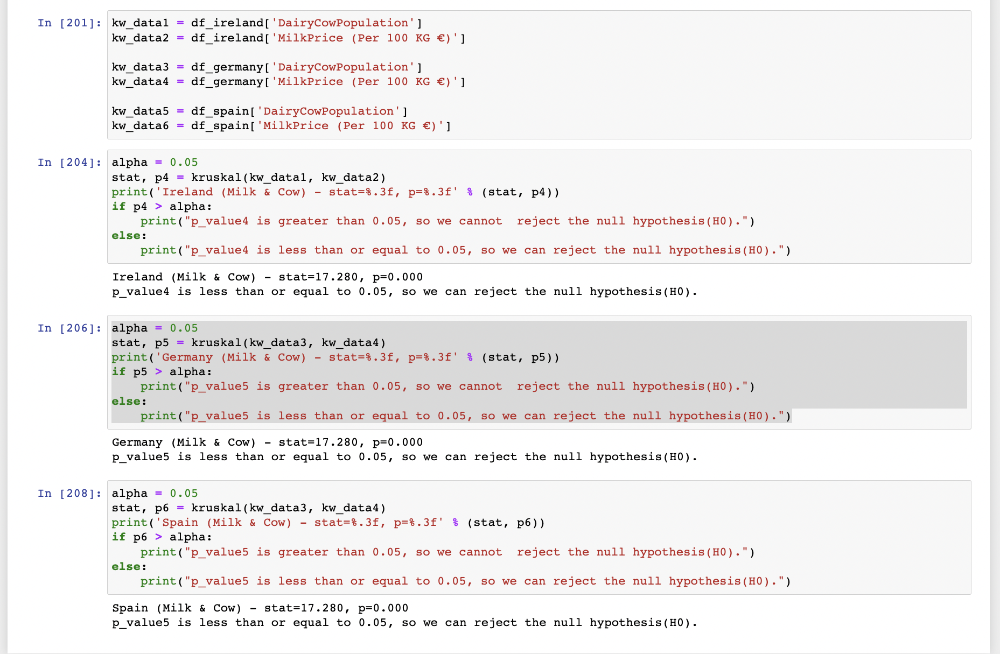 In [201]: kw_data1 = df_ireland['DairyCowPopulation']
kw_data2 = df_ireland['MilkPrice (Per 100 KG €)']
kw_data3 = df_germany['DairyCowPopulation']
kw_data4 = df_germany['MilkPrice (Per 100 KG €)']
kw_data5 = df_spain['DairyCowPopulation']
kw_data6 = df_spain['MilkPrice (Per 100 KG €)']
In [204]: alpha = 0.05
stat, p4 = kruskal(kw_data1, kw_data2)
print('Ireland (Milk & Cow) - stat=%.3f, p=%.3f' % (stat, p4))
if p4 > alpha:
    print("p_value4 is greater than 0.05, so we cannot  reject the null hypothesis(H0).")
else:
    print("p_value4 is less than or equal to 0.05, so we can reject the null hypothesis(H0).")
Ireland (Milk & Cow) - stat=17.280, p=0.000
p_value4 is less than or equal to 0.05, so we can reject the null hypothesis(H0).
In [206]: alpha = 0.05
stat, p5 = kruskal(kw_data3, kw_data4)
print('Germany (Milk & Cow) - stat=%.3f, p=%.3f' % (stat, p5))
if p5 > alpha:
    print("p_value5 is greater than 0.05, so we cannot  reject the null hypothesis(H0).")
else:
    print("p_value5 is less than or equal to 0.05, so we can reject the null hypothesis(H0).")
Germany (Milk & Cow) - stat=17.280, p=0.000
p_value5 is less than or equal to 0.05, so we can reject the null hypothesis(H0).
In [208]: alpha = 0.05
stat, p6 = kruskal(kw_data3, kw_data4)
print('Spain (Milk & Cow) - stat=%.3f, p=%.3f' % (stat, p6))
if p6 > alpha:
    print("p_value5 is greater than 0.05, so we cannot  reject the null hypothesis(H0).")
else:
    print("p_value5 is less than or equal to 0.05, so we can reject the null hypothesis(H0).")
Spain (Milk & Cow) - stat=17.280, p=0.000
p_value5 is less than or equal to 0.05, so we can reject the null hypothesis(H0).